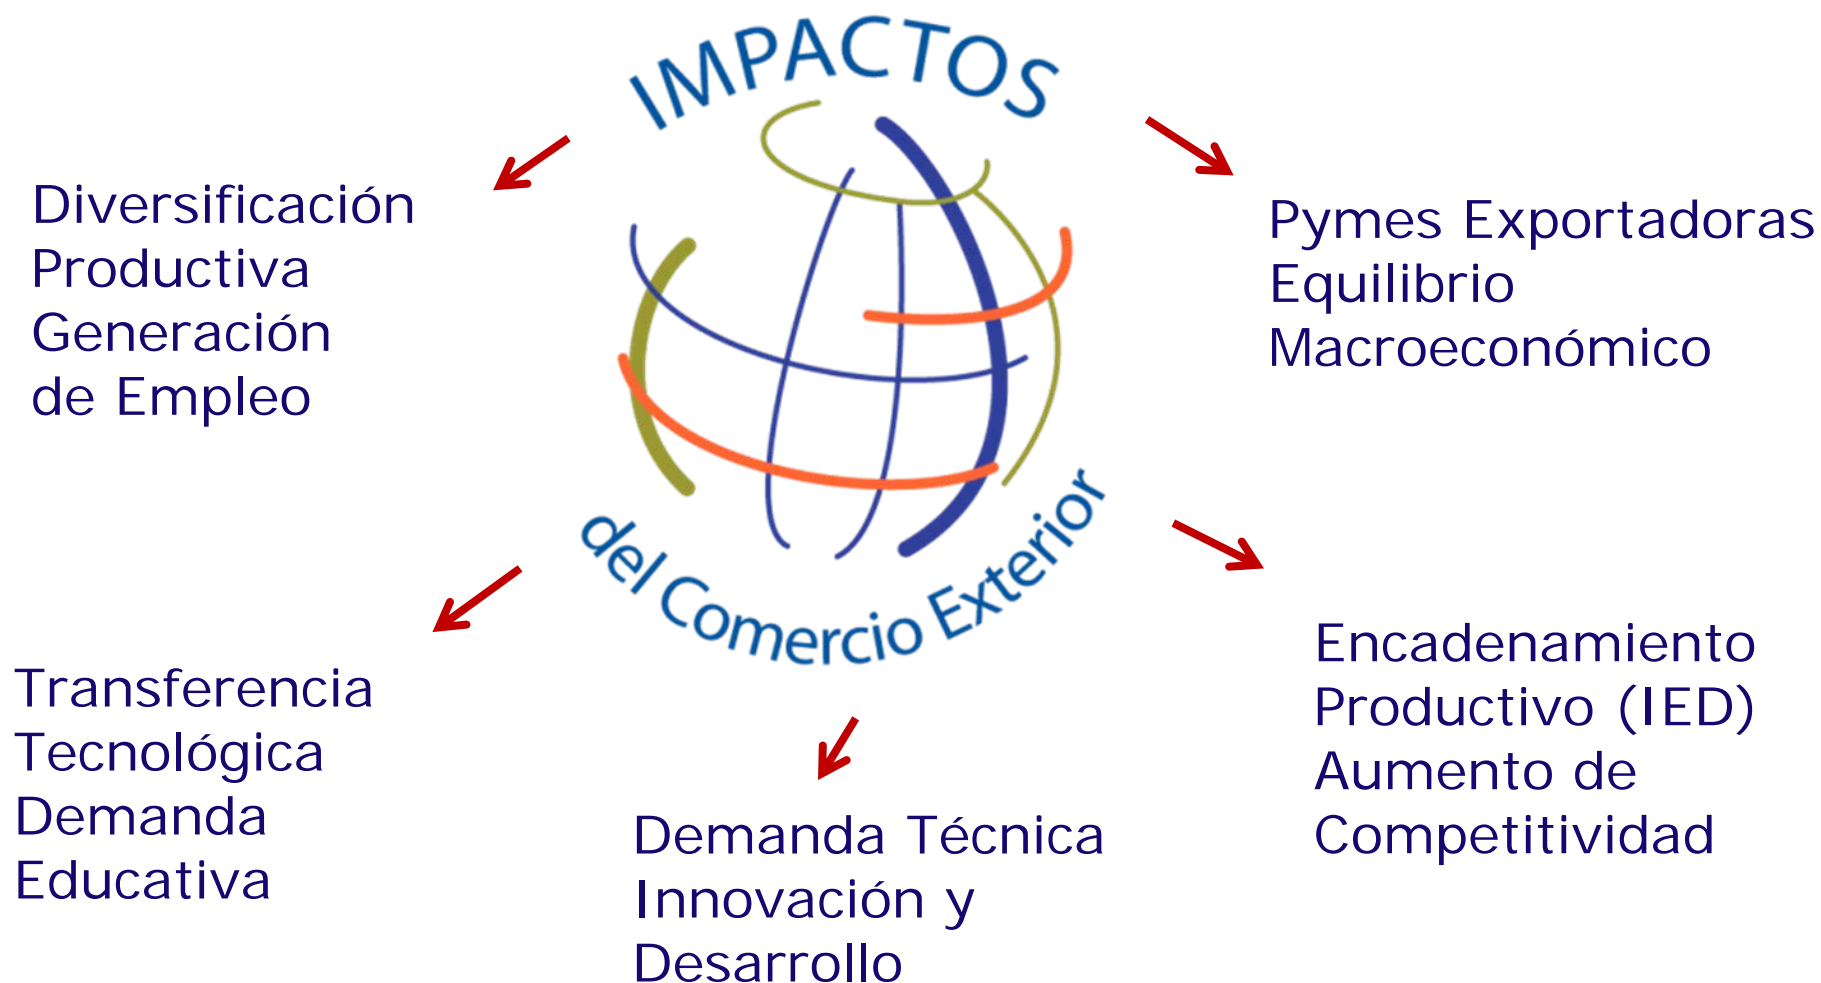 IMPACTOS
del Comercio Exterior
Diversificación
Productiva
Generación
de Empleo
Pymes Exportadoras
Equilibrio
Macroeconómico
Transferencia
Tecnológica
Demanda
Educativa
Demanda Técnica
Innovación y
Desarrollo
Encadenamiento
Productivo (IED)
Aumento de
Competitividad